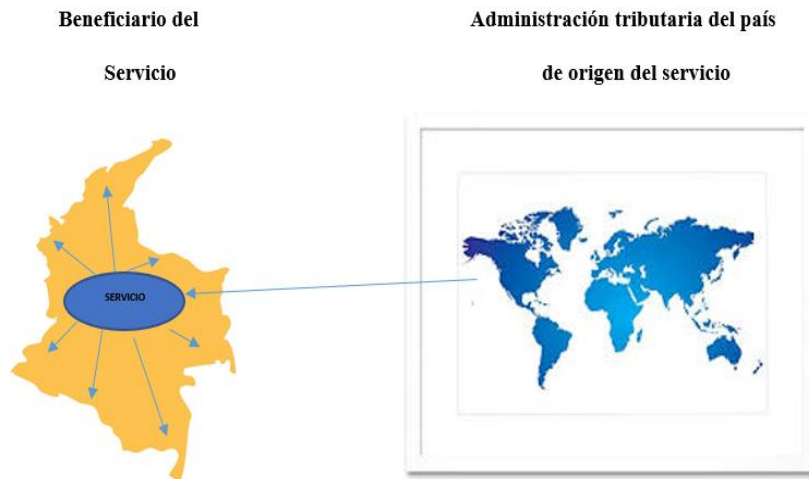 Beneficiario del
Servicio
Administración tributaria del país
de origen del servicio
SERVICIO